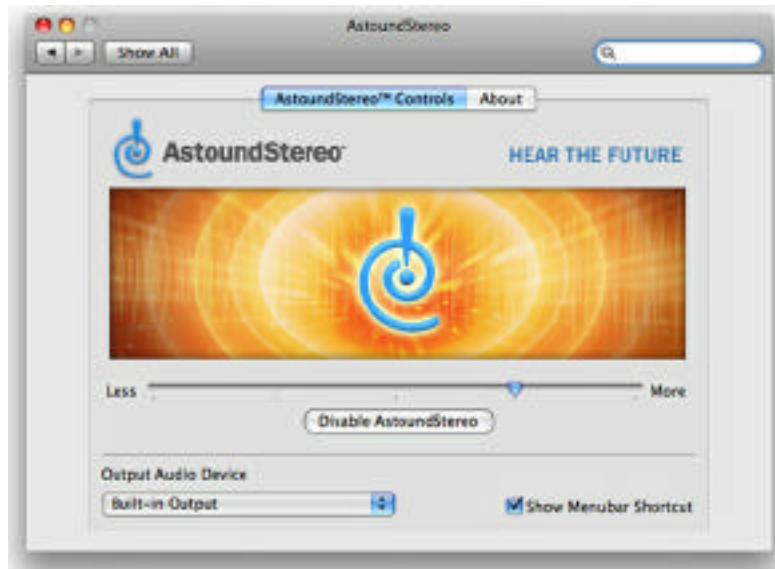 AstoundStereo
Show All
AstoundStereo™ Controls About
AstoundStereo™ HEAR THE FUTURE
Less More
Disable AstoundStereo
Output Audio Device
Built-in Output Show Menubar Shortcut